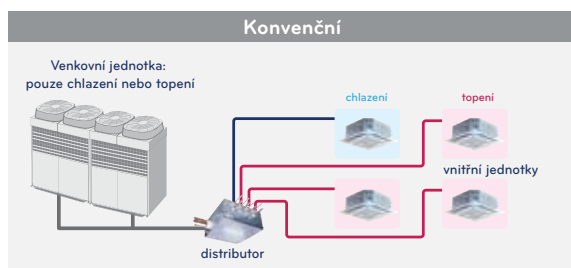 Konvenční
Venkovní jednotka:
pouze chlazení nebo topení
chlazení
topení
vnitřní jednotky
distributor